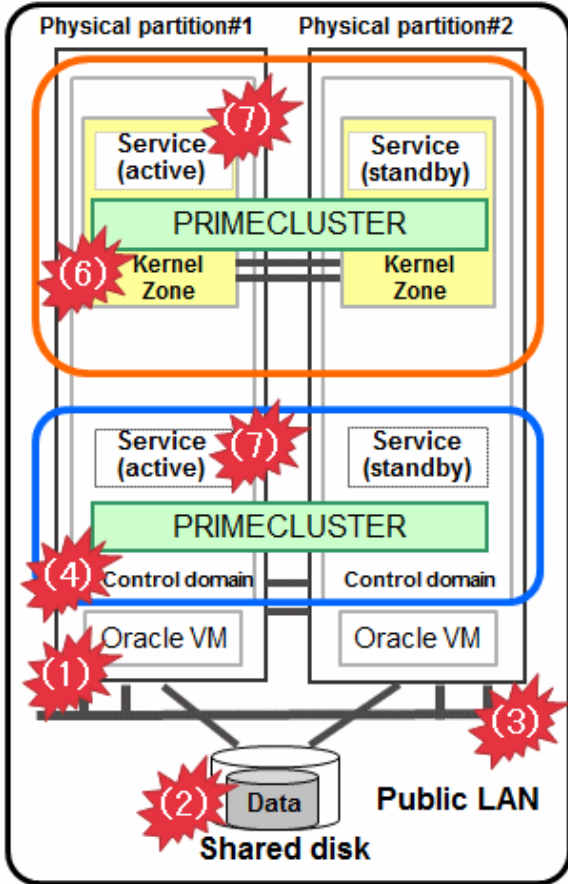 Physical partition#1 Physical partition#2
(7)
Service
(active)
Service
(standby)
PRIMECLUSTER
(6)
Kernel
Zone
Kernel
Zone
Service
(active)
(7)
Service
(standby)
PRIMECLUSTER
(4)
Control domain
Control domain
(1)
Oracle VM
Oracle VM
(3)
(2)
Data
Public LAN
Shared disk